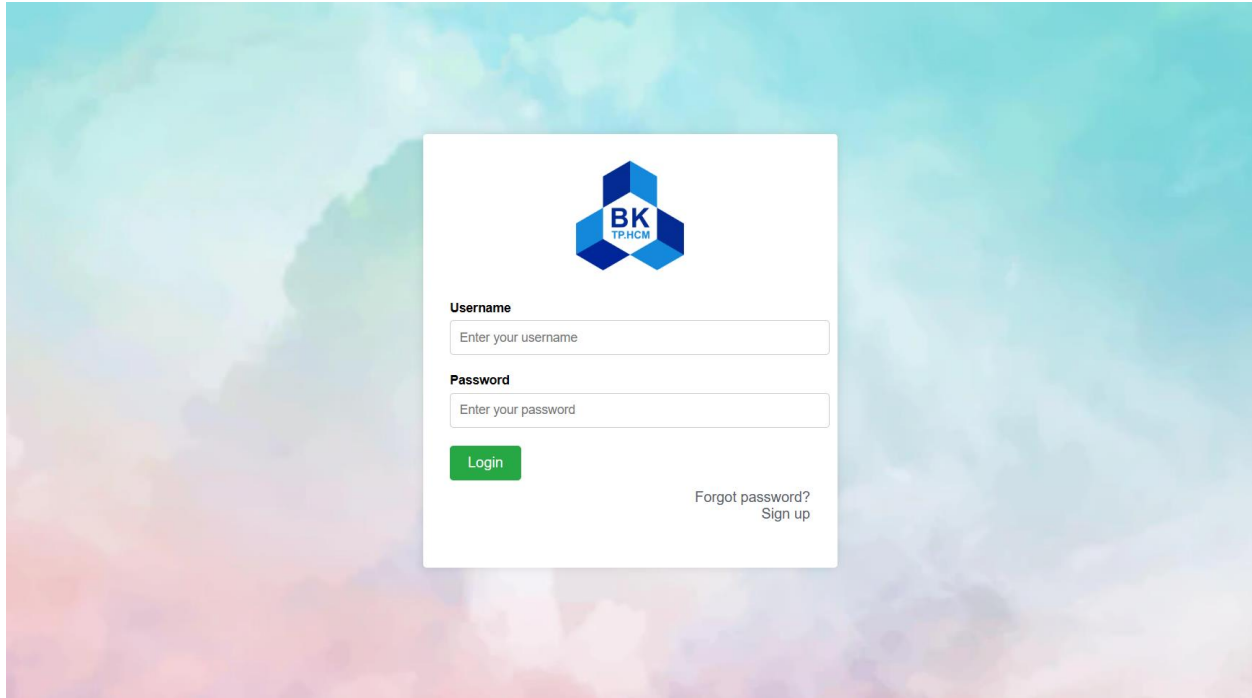 BK
TP.HCM
Username
Enter your username
Password
Enter your password
Login
Forgot password?
Sign up